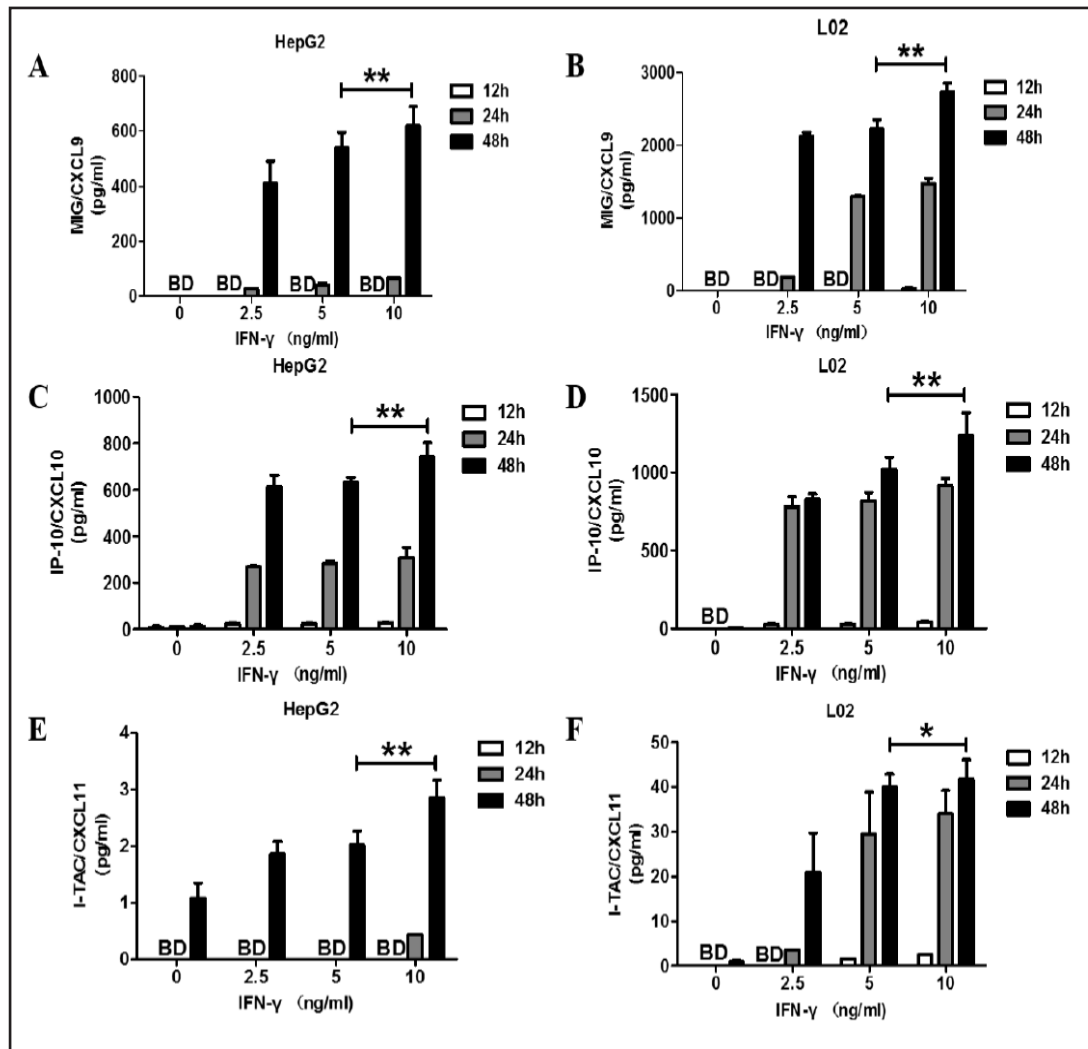 A
HepG2
**
12h
24h
48h
MIG/CXCL9
(pg/ml)
800
600
400
200
0
BD BD BD BD
0 2.5 5 10
IFN-γ (ng/ml)
B
L02
**
12h
24h
48h
MIG/CXCL9
(pg/ml)
3000
2000
1000
0
BD BD BD
0 2.5 5 10
IFN-γ (ng/ml)
C
HepG2
**
12h
24h
48h
IP-10/CXCL10
(pg/ml)
1000
800
600
400
200
0
0 2.5 5 10
IFN-γ (ng/ml)
D
L02
**
12h
24h
48h
IP-10/CXCL10
(pg/ml)
1500
1000
500
0
BD
0 2.5 5 10
IFN-γ (ng/ml)
E
HepG2
**
12h
24h
48h
I-TAC/CXCL11
(pg/ml)
4
3
2
1
0
BD BD BD BD
0 2.5 5 10
IFN-γ (ng/ml)
F
L02
*
12h
24h
48h
I-TAC/CXCL11
(pg/ml)
50
40
30
20
10
0
BD BD
0 2.5 5 10
IFN-γ (ng/ml)